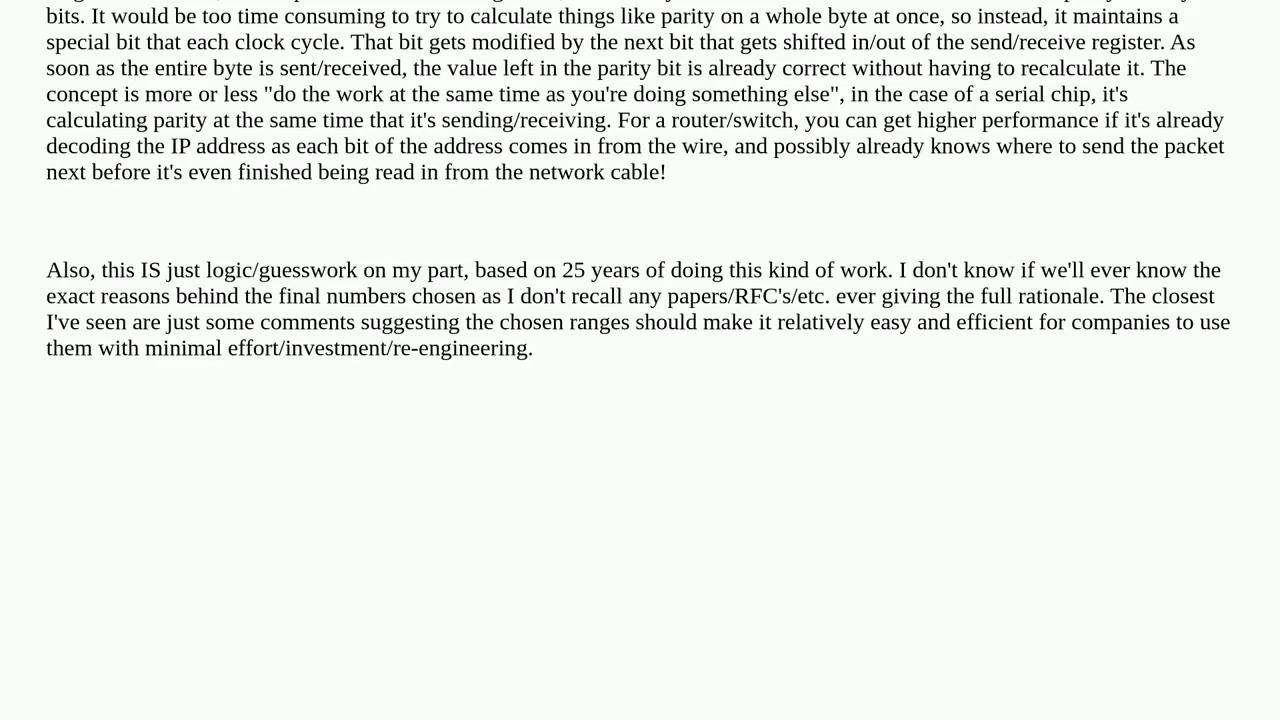 bits. It would be too time consuming to try to calculate things like parity on a whole byte at once, so instead, it maintains a
special bit that each clock cycle. That bit gets modified by the next bit that gets shifted in/out of the send/receive register. As
soon as the entire byte is sent/received, the value left in the parity bit is already correct without having to recalculate it. The
concept is more or less "do the work at the same time as you're doing something else", in the case of a serial chip, it's
calculating parity at the same time that it's sending/receiving. For a router/switch, you can get higher performance if it's already
decoding the IP address as each bit of the address comes in from the wire, and possibly already knows where to send the packet
next before it's even finished being read in from the network cable!
Also, this IS just logic/guesswork on my part, based on 25 years of doing this kind of work. I don't know if we'll ever know the
exact reasons behind the final numbers chosen as I don't recall any papers/RFC's/etc. ever giving the full rationale. The closest
I've seen are just some comments suggesting the chosen ranges should make it relatively easy and efficient for companies to use
them with minimal effort/investment/re-engineering.